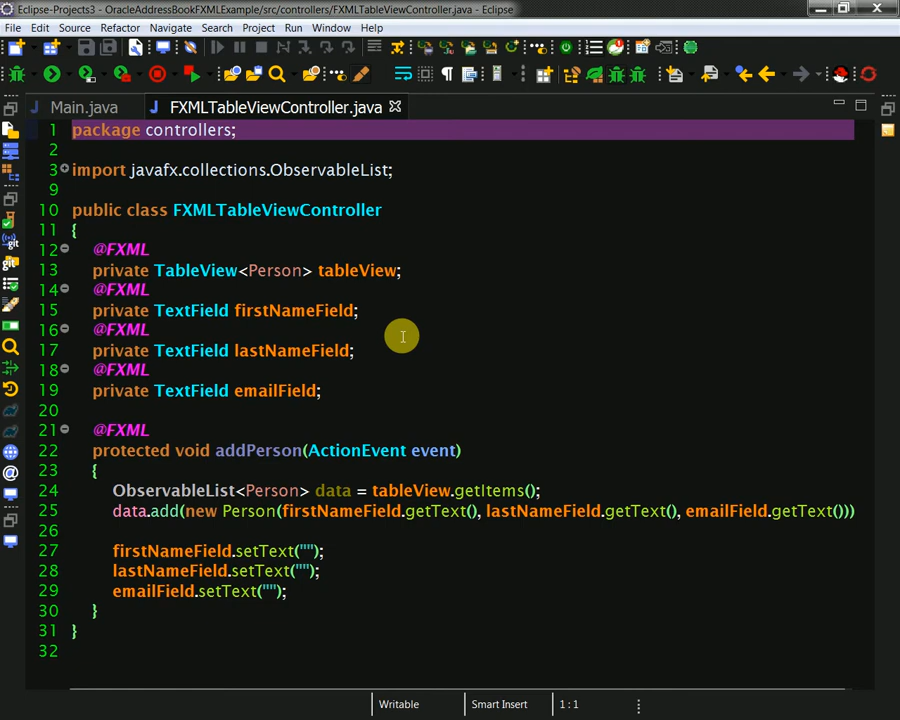 Eclipse-Projects3 - OracleAddressBookFXMLExample/src/controllers/FXMLTableViewController.java - Eclipse
File Edit Source Refactor Navigate Search Project Run Window Help
Main.java FXMLTableViewController.java
1 package controllers;
2
3 import javafx.collections.ObservableList;
9
10 public class FXMLTableViewController
11 {
12 @FXML
13 private TableView<Person> tableView;
14 @FXML
15 private TextField firstNameField;
16 @FXML
17 private TextField lastNameField;
18 @FXML
19 private TextField emailField;
20
21 @FXML
22 protected void addPerson(ActionEvent event)
23 {
24 ObservableList<Person> data = tableView.getItems();
25 data.add(new Person(firstNameField.getText(), lastNameField.getText(), emailField.getText()))
26
27 firstNameField.setText("");
28 lastNameField.setText("");
29 emailField.setText("");
30 }
31 }
32
Writable Smart Insert 1 : 1